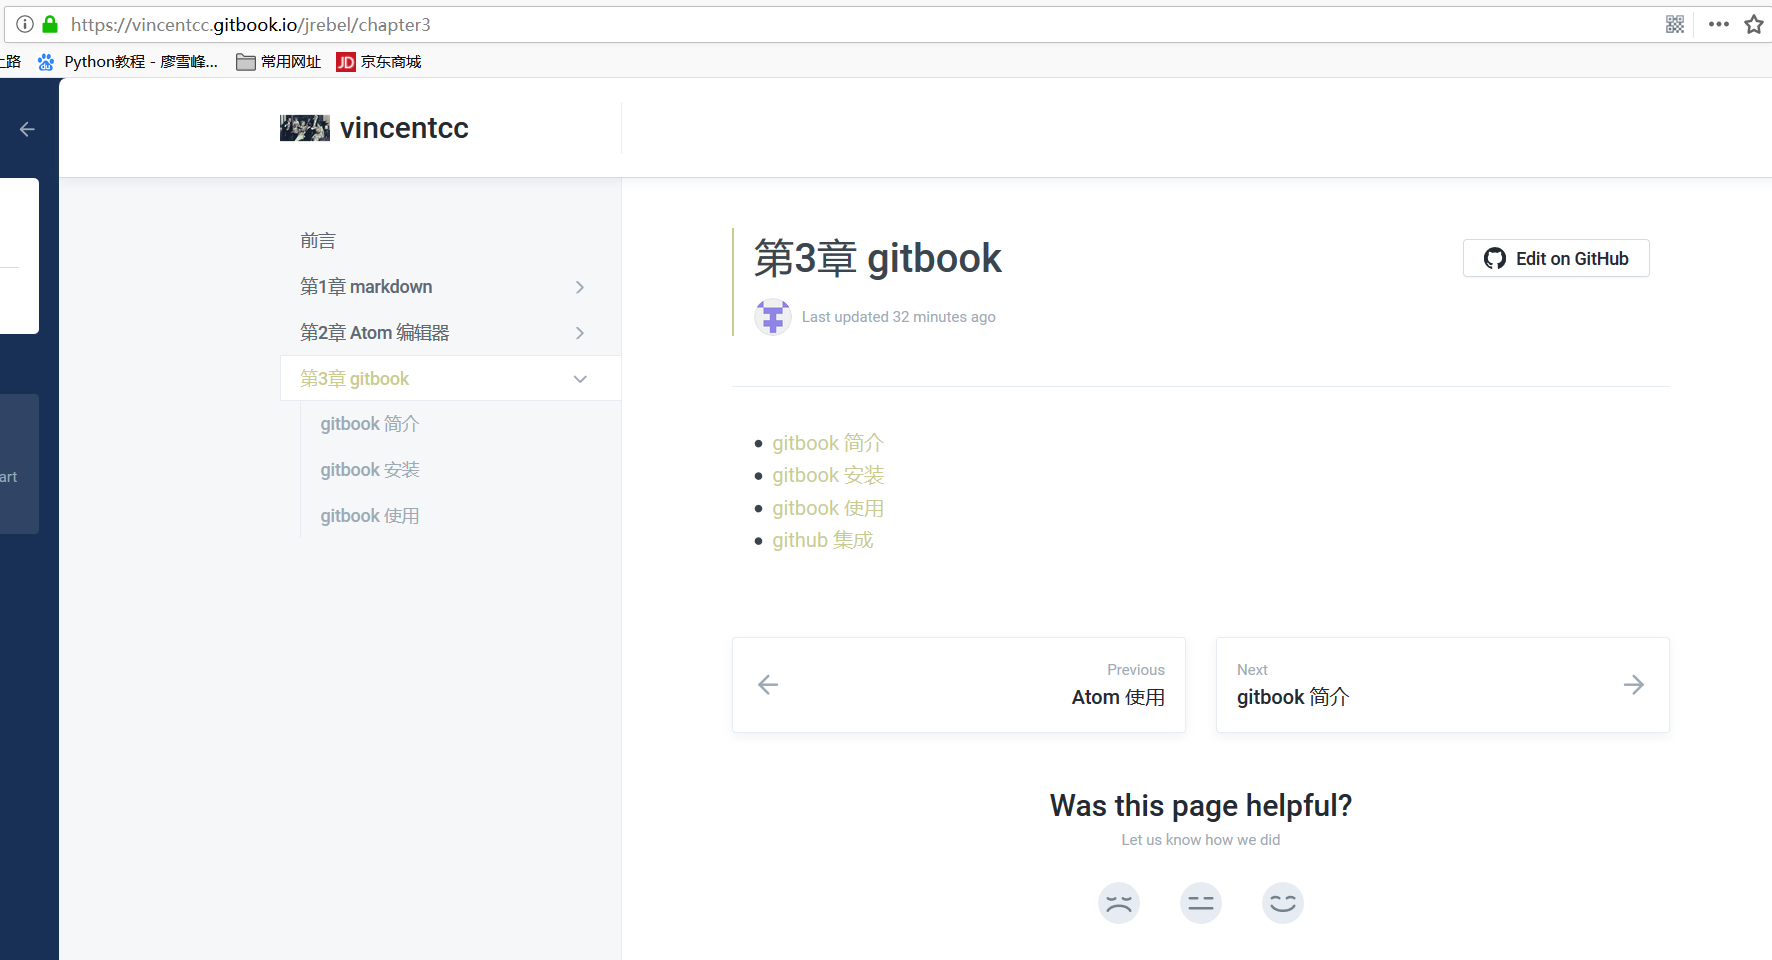 https://vincentcc.gitbook.io/jrebel/chapter3
上路 Python教程 - 廖雪峰... 常用网址 JD 京东商城
vincentcc
前言
第1章 markdown
第2章 Atom 编辑器
第3章 gitbook
gitbook 简介
gitbook 安装
gitbook 使用
art
第3章 gitbook
Edit on GitHub
Last updated 32 minutes ago
gitbook 简介
gitbook 安装
gitbook 使用
github 集成
Previous
Atom 使用
Next
gitbook 简介
Was this page helpful?
Let us know how we did